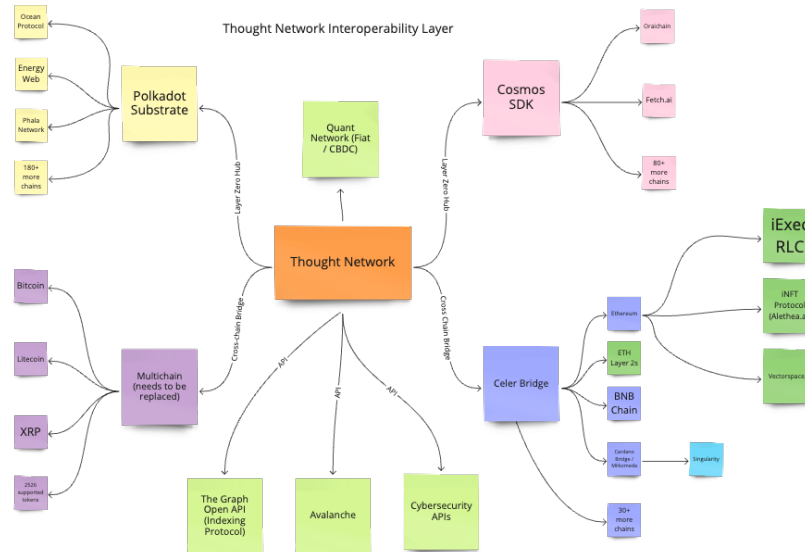 Thought Network Interoperability Layer
Ocean
Protocol
Energy
Web
Phala
Network
180+
more
chains
Polkadot
Substrate
Layer Zero Hub
Quant
Network (Fiat
/ CBDC)
Cosmos
SDK
Layer Zero Hub
Oraichain
Fetch.ai
80+
more
chains
Thought Network
Bitcoin
Litecoin
XRP
2526
supported
tokens
Multichain
(needs to be
replaced)
Cross-chain Bridge
API
API
API
The Graph
Open API
(Indexing
Protocol)
Avalanche
Cybersecurity
APIs
Cross Chain Bridge
Celer Bridge
Ethereum
ETH
Layer 2s
BNB
Chain
Cardano
Bridge /
Milkomeda
30+
more
chains
Singularity
iExec
RLC
iNFT
Protocol
(Alethea.a
Vectorspace